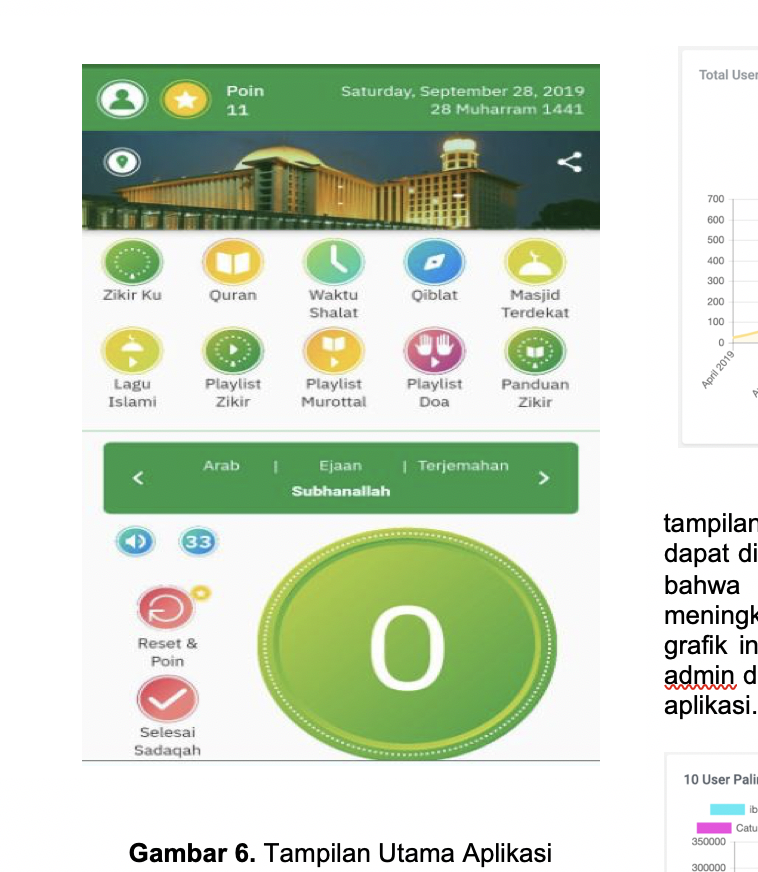 Poin
11
Saturday, September 28, 2019
28 Muharram 1441
Zikir Ku
Quran
Waktu
Shalat
Qiblat
Masjid
Terdekat
Lagu
Islami
Playlist
Zikir
Playlist
Murottal
Playlist
Doa
Panduan
Zikir
< Arab | Ejaan | Terjemahan >
Subhanallah
33
0
Reset &
Poin
Selesai
Sadaqah
Gambar 6. Tampilan Utama Aplikasi
Total User
700
600
500
400
300
200
100
0
April 2019
tampilan
dapat di
bahwa
meningk
grafik in
admin d
aplikasi.
10 User Pali
ib
Catu
350000
300000